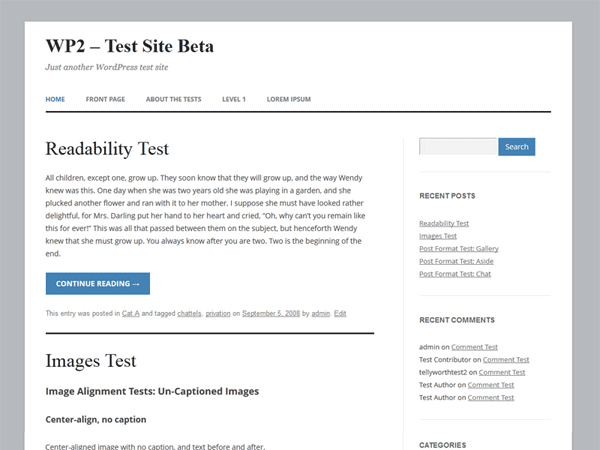 WP2 – Test Site Beta
Just another WordPress test site
HOME FRONT PAGE ABOUT THE TESTS LEVEL 1 LOREM IPSUM
Readability Test
All children, except one, grow up. They soon know that they will grow up, and the way Wendy
knew was this. One day when she was two years old she was playing in a garden, and she
plucked another flower and ran with it to her mother. I suppose she must have looked rather
delightful, for Mrs. Darling put her hand to her heart and cried, “Oh, why can’t you remain like
this for ever!” This was all that passed between them on the subject, but henceforth Wendy
knew that she must grow up. You always know after you are two. Two is the beginning of the
end.
CONTINUE READING →
This entry was posted in Cat A and tagged chattels, privation on September 5, 2008 by admin. Edit
Images Test
Image Alignment Tests: Un-Captioned Images
Center-align, no caption
Center-aligned image with no caption, and text before and after.
Search
RECENT POSTS
Readability Test
Images Test
Post Format Test: Gallery
Post Format Test: Aside
Post Format Test: Chat
RECENT COMMENTS
admin on Comment Test
Test Contributor on Comment Test
tellyworthtest2 on Comment Test
Test Author on Comment Test
Test Author on Comment Test
CATEGORIES